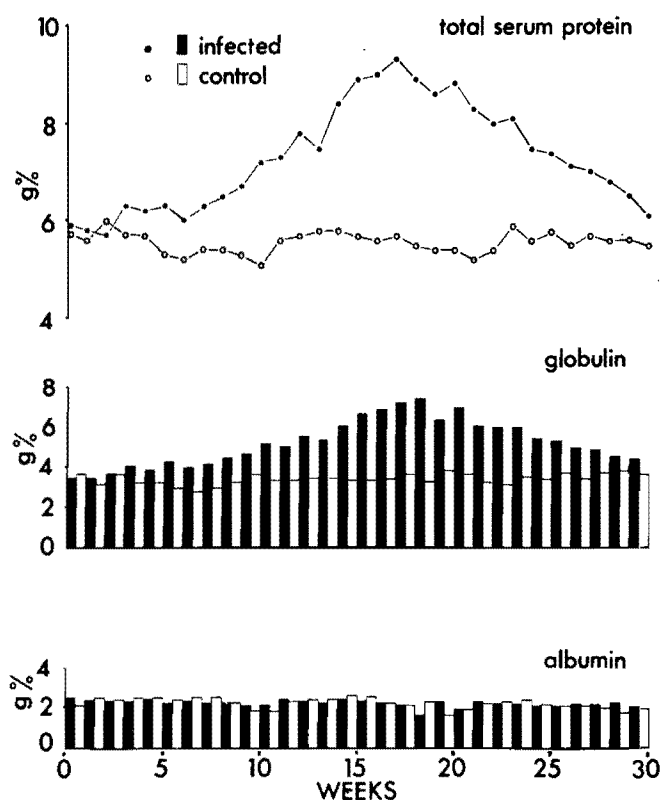 10
total serum protein
infected
control
8
g%
6
4
globulin
8
6
g%
4
2
0
albumin
4
g%
2
0
0 5 10 15 20 25 30
WEEKS